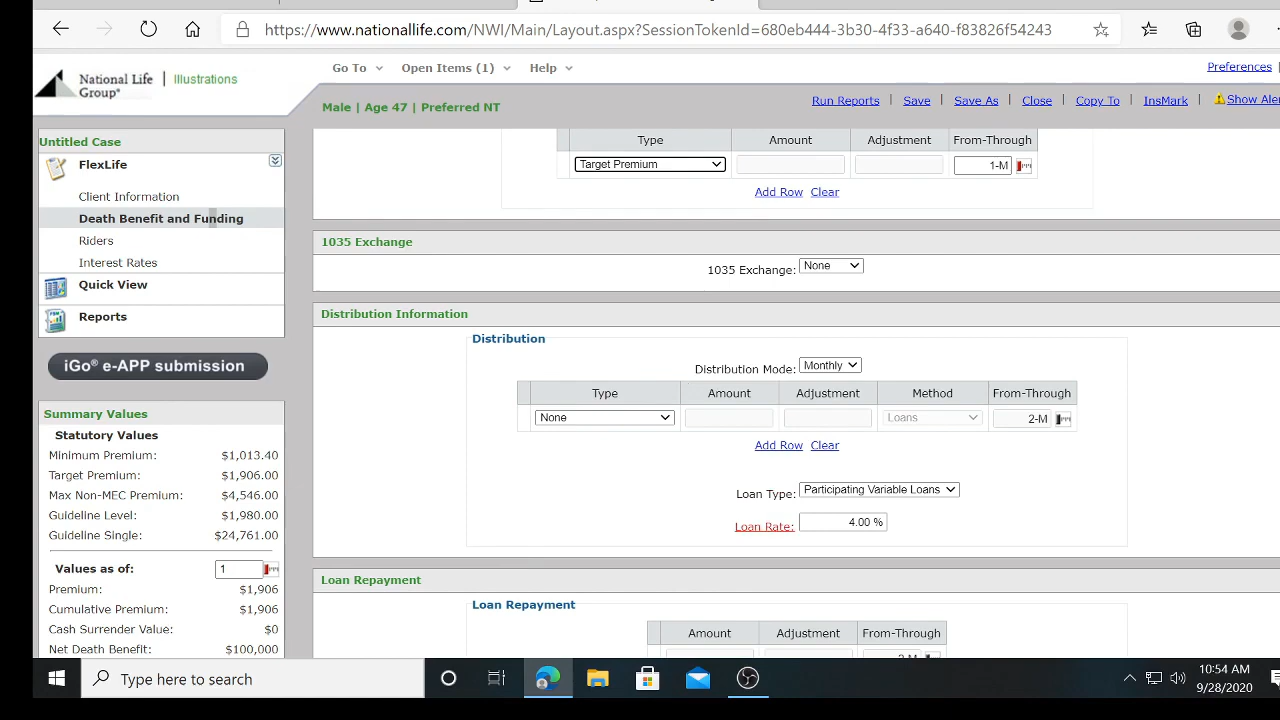 https://www.nationallife.com/NWI/Main/Layout.aspx?SessionTokenId=680eb444-3b30-4f33-a640-f83826f54243
National Life Group® | Illustrations
Go To Open Items (1) Help
Preferences
Male | Age 47 | Preferred NT
Run Reports Save Save As Close Copy To InsMark Show Aler
Untitled Case
FlexLife
Client Information
Death Benefit and Funding
Riders
Interest Rates
Quick View
Reports
iGo® e-APP submission
Summary Values
Statutory Values
Minimum Premium: $1,013.40
Target Premium: $1,906.00
Max Non-MEC Premium: $4,546.00
Guideline Level: $1,980.00
Guideline Single: $24,761.00
Values as of: 1
Premium: $1,906
Cumulative Premium: $1,906
Cash Surrender Value: $0
Net Death Benefit: $100,000
Type Amount Adjustment From-Through
Target Premium 1-M
Add Row Clear
1035 Exchange
1035 Exchange: None
Distribution Information
Distribution
Distribution Mode: Monthly
Type Amount Adjustment Method From-Through
None Loans 2-M
Add Row Clear
Loan Type: Participating Variable Loans
Loan Rate: 4.00 %
Loan Repayment
Loan Repayment
Amount Adjustment From-Through
2-M
Type here to search
10:54 AM
9/28/2020